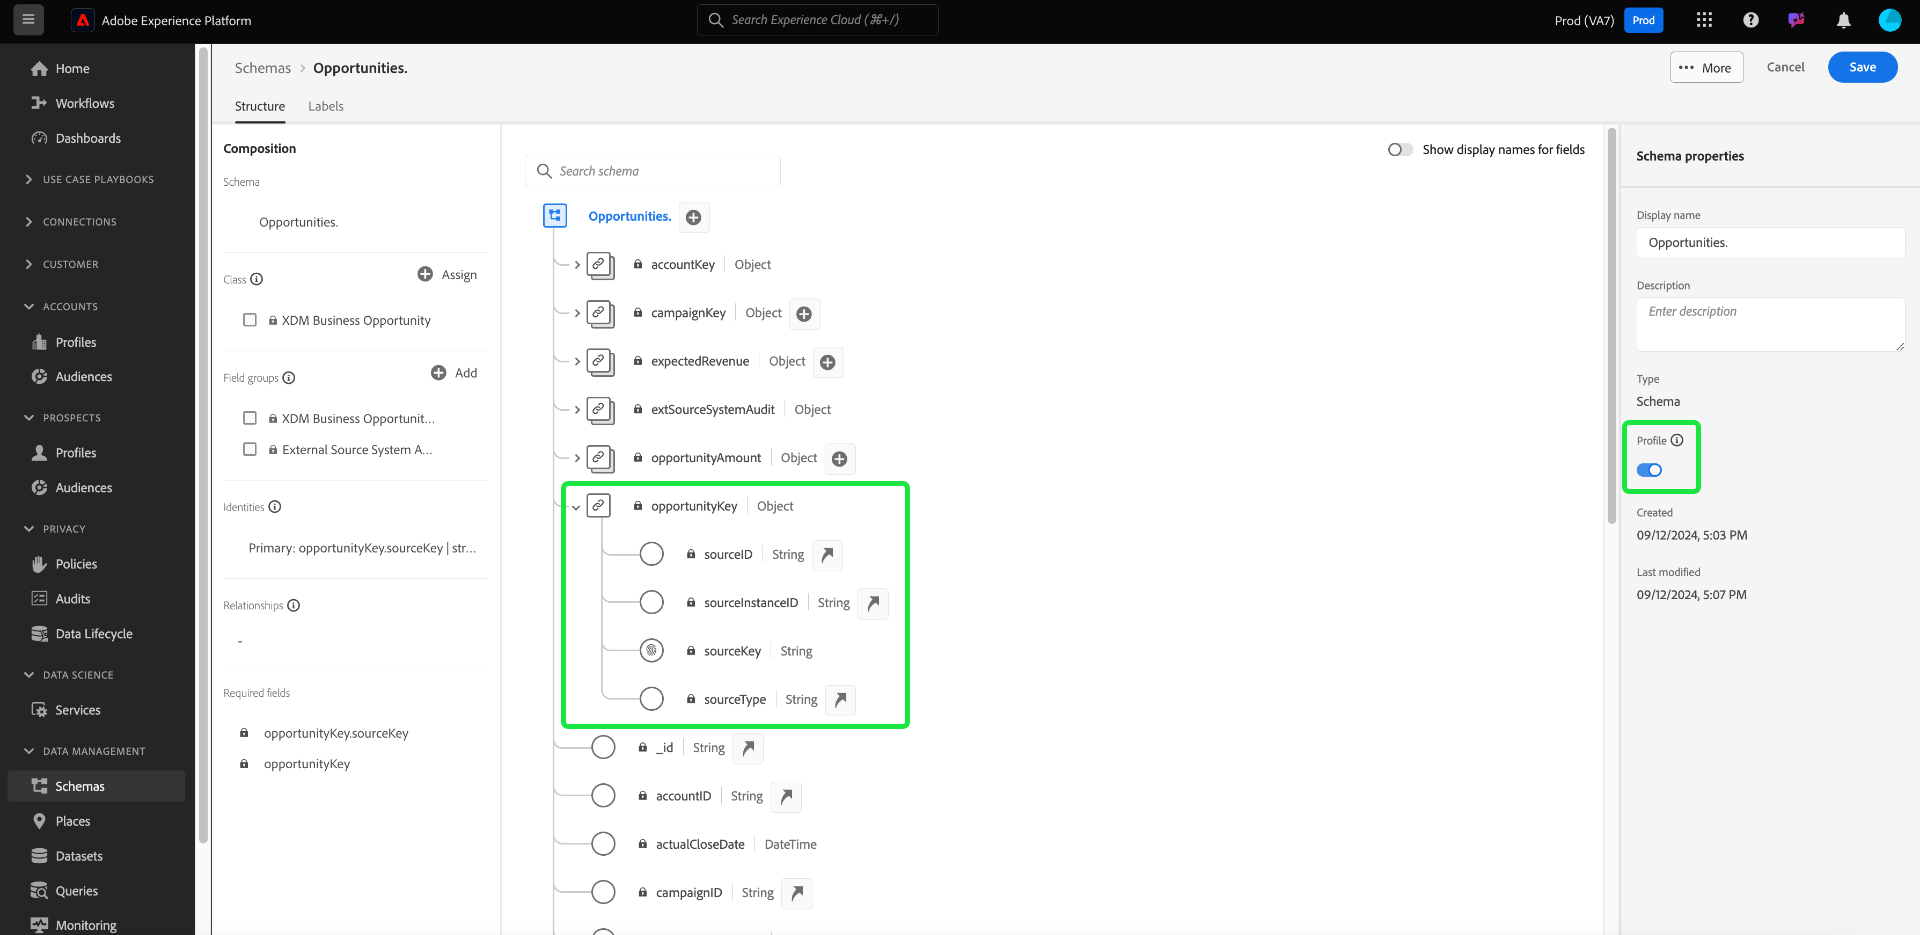 Adobe Experience Platform
Search Experience Cloud (⌘+/)
Prod (VA7)
Prod
Home
Workflows
Dashboards
USE CASE PLAYBOOKS
CONNECTIONS
CUSTOMER
ACCOUNTS
Profiles
Audiences
PROSPECTS
Profiles
Audiences
PRIVACY
Policies
Audits
Data Lifecycle
DATA SCIENCE
Services
DATA MANAGEMENT
Schemas
Places
Datasets
Queries
Monitoring
Schemas > Opportunities.
••• More
Cancel
Save
Structure
Labels
Composition
Schema
Opportunities.
Class
Assign
XDM Business Opportunity
Field groups
Add
XDM Business Opportunit...
External Source System A...
Identities
Primary: opportunityKey.sourceKey | str...
Relationships
-
Required fields
opportunityKey.sourceKey
opportunityKey
Show display names for fields
Search schema
Opportunities.
accountKey | Object
campaignKey | Object
expectedRevenue | Object
extSourceSystemAudit | Object
opportunityAmount | Object
opportunityKey | Object
sourceID | String
sourceInstanceID | String
sourceKey | String
sourceType | String
_id | String
accountID | String
actualCloseDate | DateTime
campaignID | String
Schema properties
Display name
Opportunities.
Description
Enter description
Type
Schema
Profile
Created
09/12/2024, 5:03 PM
Last modified
09/12/2024, 5:07 PM